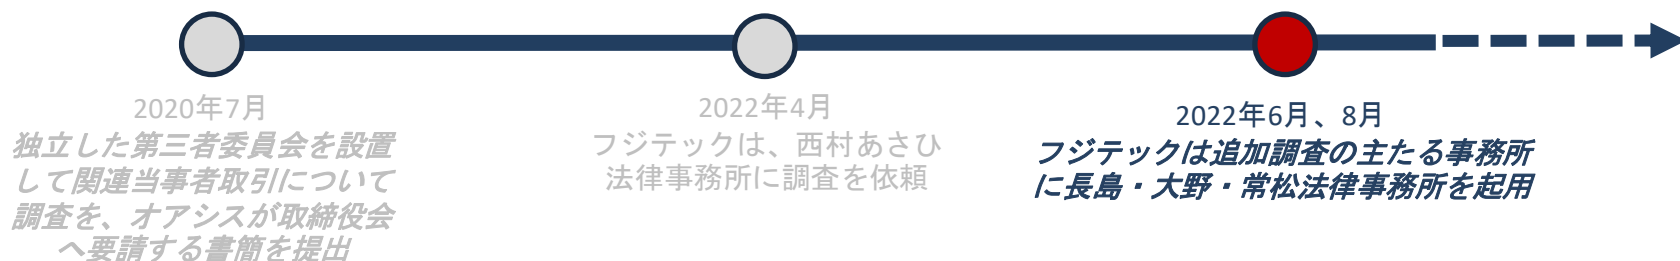 2020年7月
独立した第三者委員会を設置
して関連当事者取引について
調査を、オアシスが取締役会
へ要請する書簡を提出
2022年4月
フジテックは、西村あさひ
法律事務所に調査を依頼
2022年6月、8月
フジテックは追加調査の主たる事務所
に長島・大野・常松法律事務所を起用